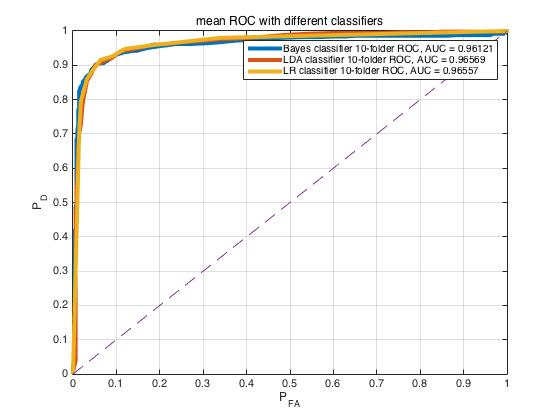 mean ROC with different classifiers
Bayes classifier 10-folder ROC, AUC = 0.96121
LDA classifier 10-folder ROC, AUC = 0.96569
LR classifier 10-folder ROC, AUC = 0.96557
1
0.9
0.8
0.7
0.6
0.5
0.4
0.3
0.2
0.1
0
P_D
0 0.1 0.2 0.3 0.4 0.5 0.6 0.7 0.8 0.9 1
P_FA